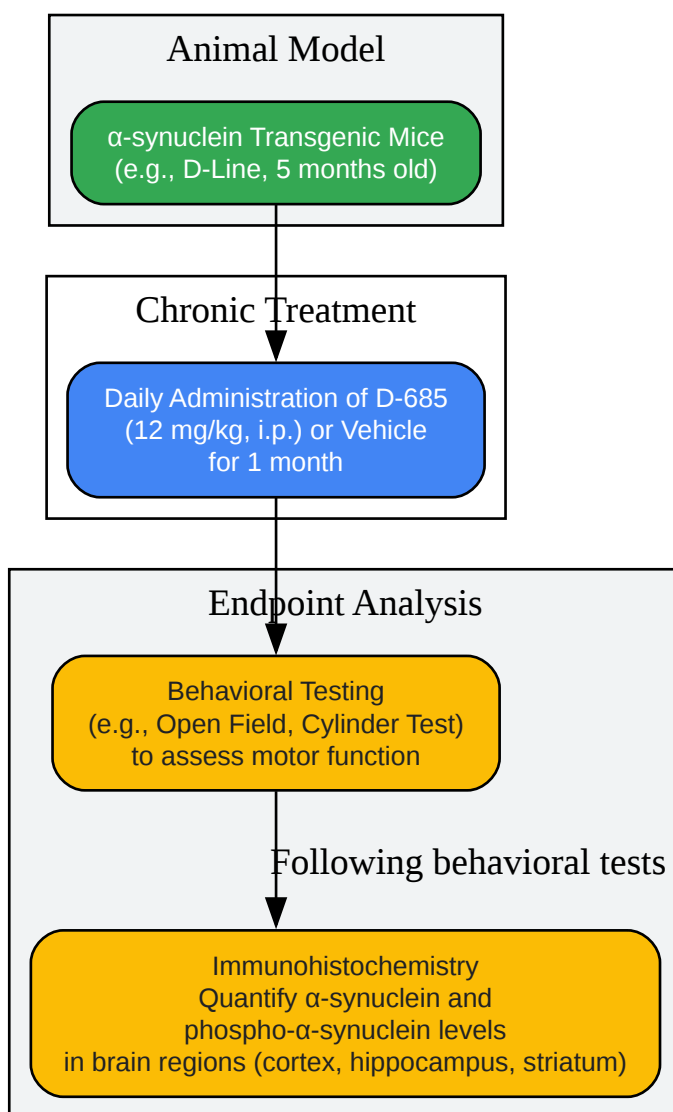 Animal Model
α-synuclein Transgenic Mice
(e.g., D-Line, 5 months old)
Chronic Treatment
Daily Administration of D-685
(12 mg/kg, i.p.) or Vehicle
for 1 month
Endpoint Analysis
Behavioral Testing
(e.g., Open Field, Cylinder Test)
to assess motor function
Following behavioral tests
Immunohistochemistry
Quantify α-synuclein and
phospho-α-synuclein levels
in brain regions (cortex, hippocampus, striatum)